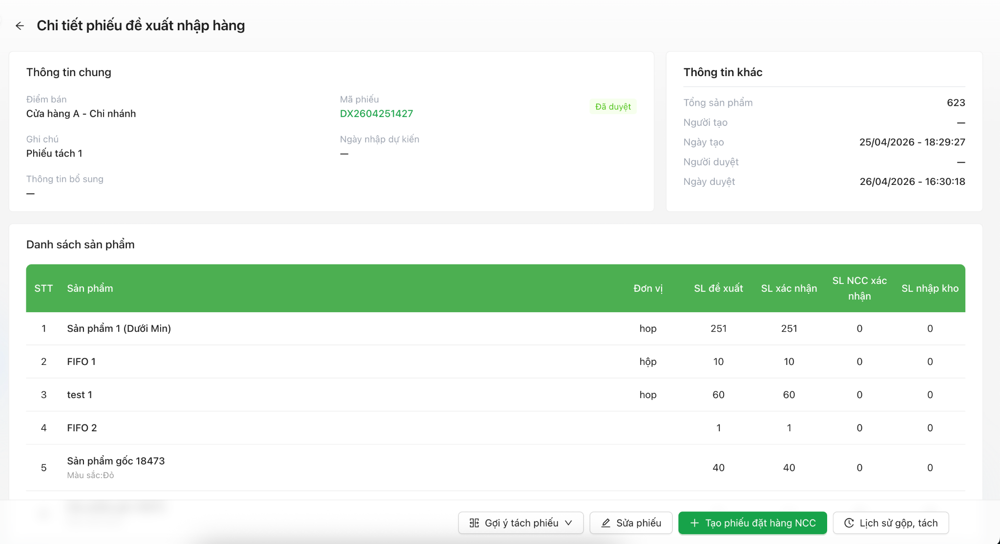 Chi tiết phiếu đề xuất nhập hàng
Thông tin chung
Điểm bán
Cửa hàng A - Chi nhánh
Mã phiếu
DX2604251427
Đã duyệt
Ghi chú
Phiếu tách 1
Ngày nhập dự kiến
—
Thông tin bổ sung
—
Thông tin khác
Tổng sản phẩm 623
Người tạo —
Ngày tạo 25/04/2026 - 18:29:27
Người duyệt —
Ngày duyệt 26/04/2026 - 16:30:18
Danh sách sản phẩm
STT Sản phẩm Đơn vị SL đề xuất SL xác nhận SL NCC xác nhận SL nhập kho
1 Sản phẩm 1 (Dưới Min) hop 251 251 0 0
2 FIFO 1 hộp 10 10 0 0
3 test 1 hop 60 60 0 0
4 FIFO 2 1 1 0 0
5 Sản phẩm gốc 18473 40 40 0 0
Màu sắc:Đỏ
Gợi ý tách phiếu
Sửa phiếu
+ Tạo phiếu đặt hàng NCC
Lịch sử gộp, tách